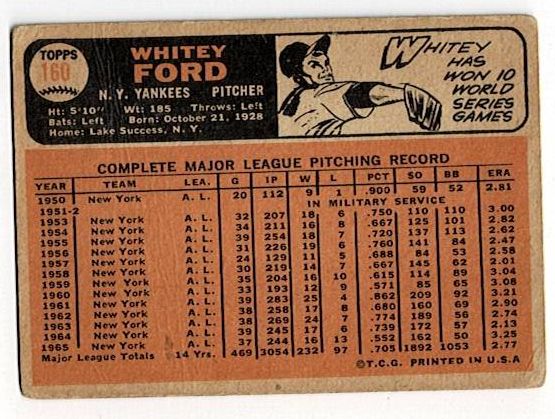 TOPPS
160
WHITEY
FORD
N.Y. YANKEES PITCHER
Ht: 5'10" Wt: 185 Throws: Left
Bats: Left Born: October 21, 1928
Home: Lake Success, N.Y.
WHITEY
HAS
WON 10
WORLD
SERIES
GAMES
COMPLETE MAJOR LEAGUE PITCHING RECORD
YEAR TEAM LEA. G IP W L PCT SO BB ERA
1950 New York A.L. 20 112 9 1 .900 59 52 2.81
1951-2 IN MILITARY SERVICE
1953 New York A.L. 32 207 18 6 .750 110 110 3.00
1954 New York A.L. 34 211 16 8 .667 125 101 2.82
1955 New York A.L. 39 254 18 7 .720 137 113 2.62
1956 New York A.L. 31 226 19 6 .760 141 84 2.47
1957 New York A.L. 24 129 11 5 .688 84 53 2.58
1958 New York A.L. 30 219 14 7 .667 145 62 2.01
1959 New York A.L. 35 204 16 10 .615 114 89 3.04
1960 New York A.L. 33 193 12 9 .571 85 65 3.08
1961 New York A.L. 39 283 25 4 .862 209 92 3.21
1962 New York A.L. 38 258 17 8 .680 160 69 2.90
1963 New York A.L. 38 269 24 7 .774 189 56 2.74
1964 New York A.L. 39 245 17 6 .739 172 57 2.13
1965 New York A.L. 37 244 16 13 .552 162 50 3.25
Major League Totals 14 Yrs. 469 3054 232 97 .705 1892 1053 2.77
©T.C.G. PRINTED IN U.S.A